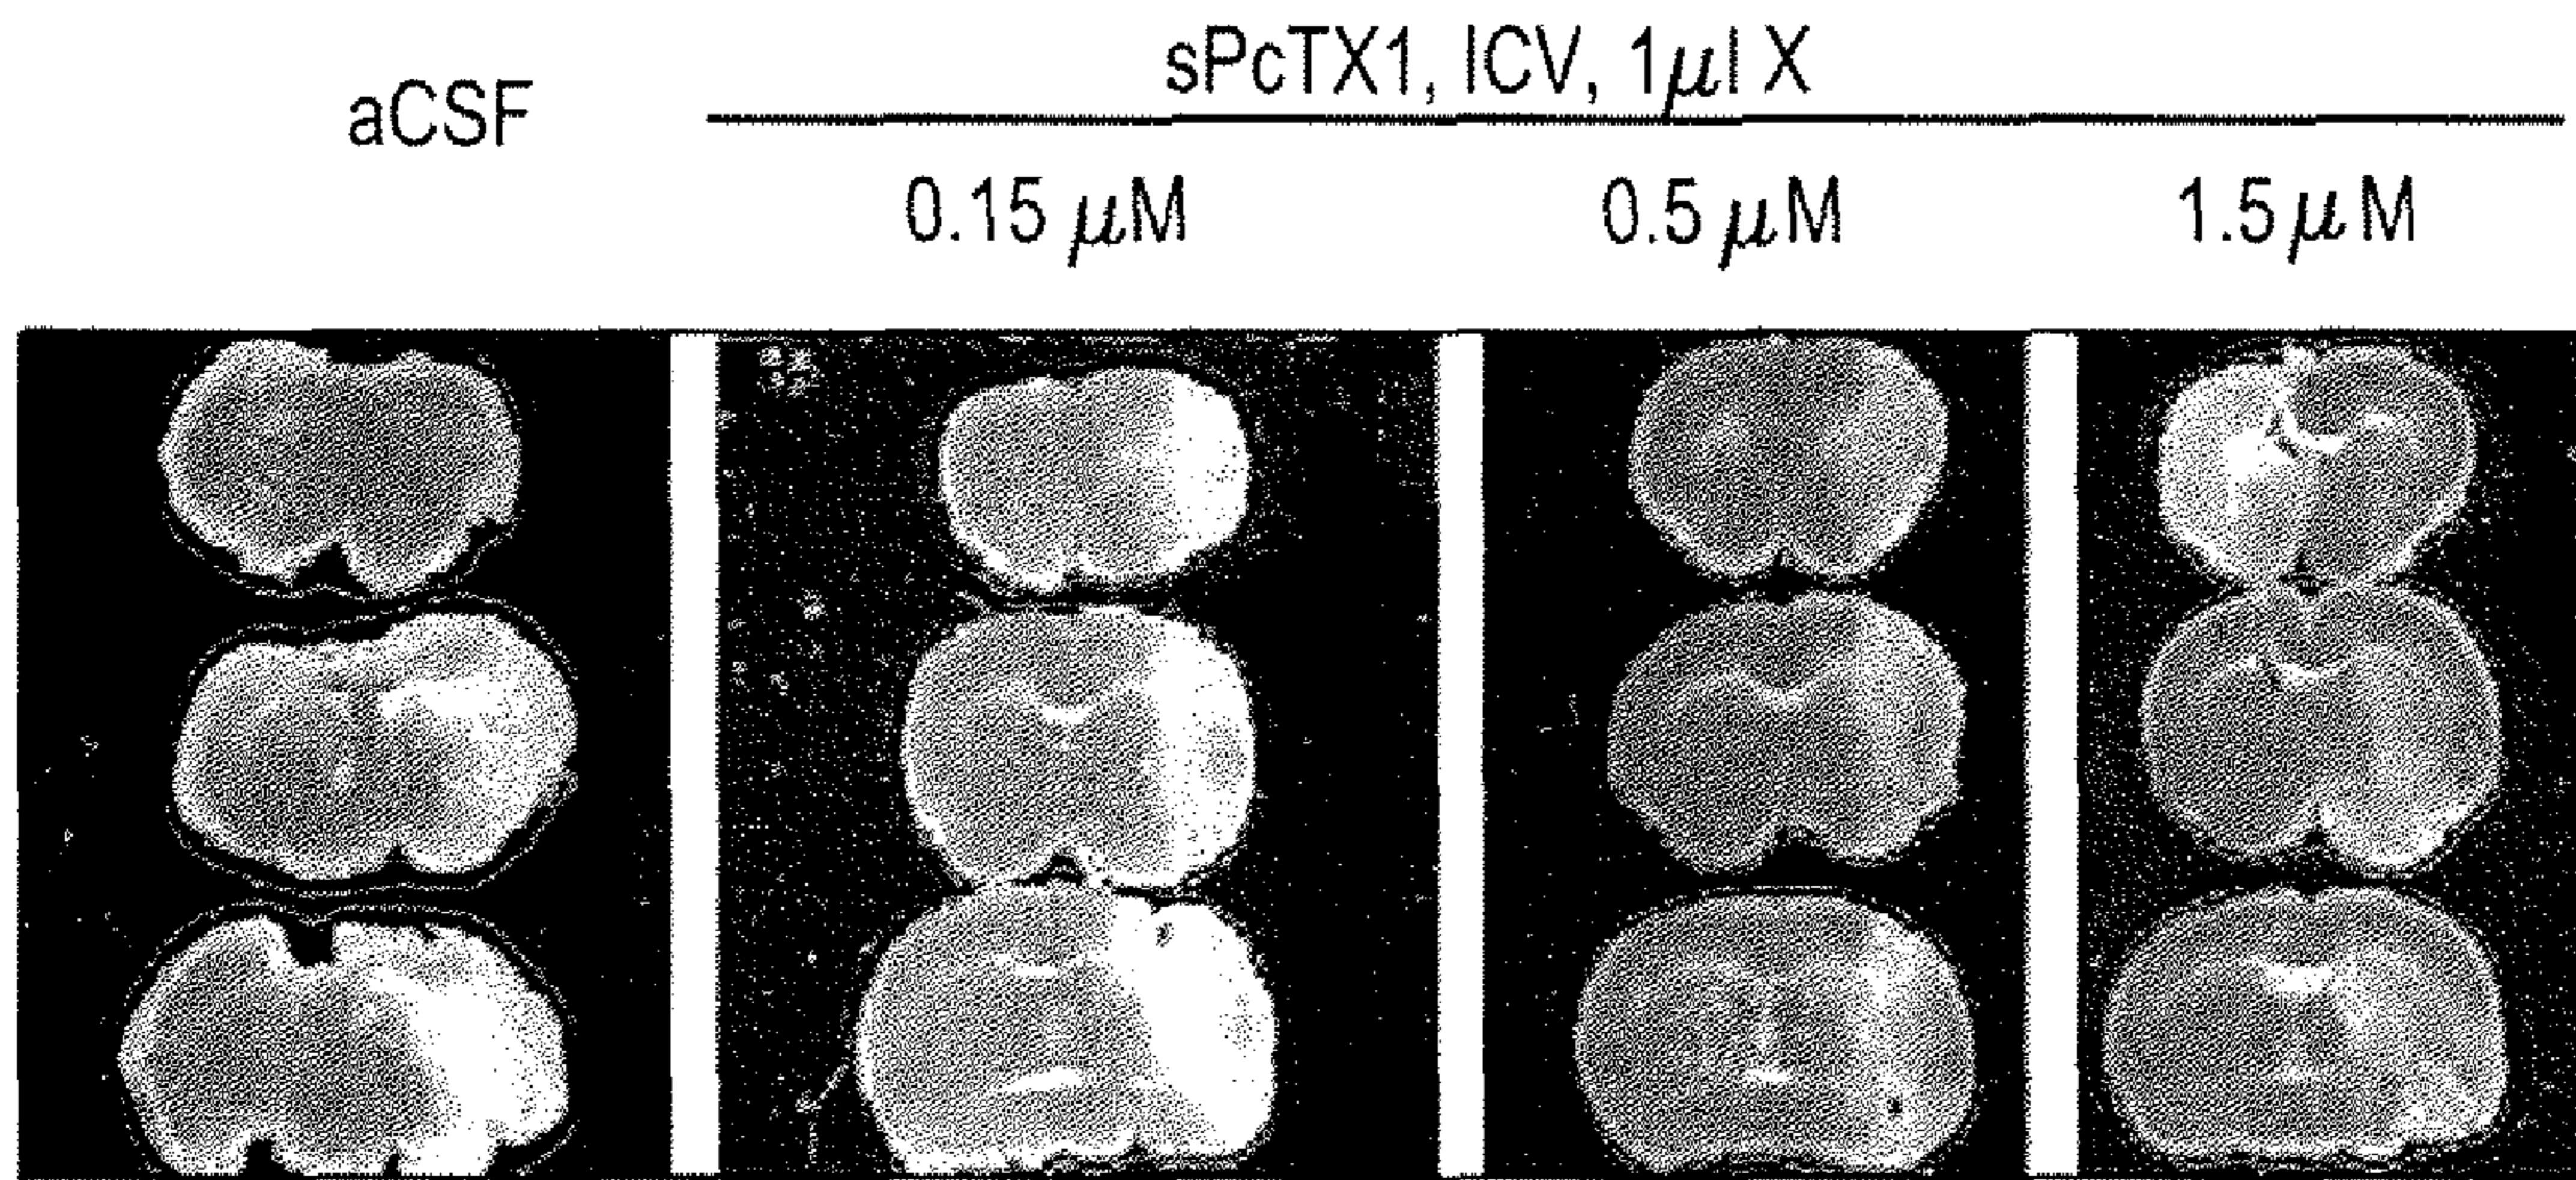 sPcTX1, ICV, 1μl X
aCSF
0.15 μM
0.5 μM
1.5 μM